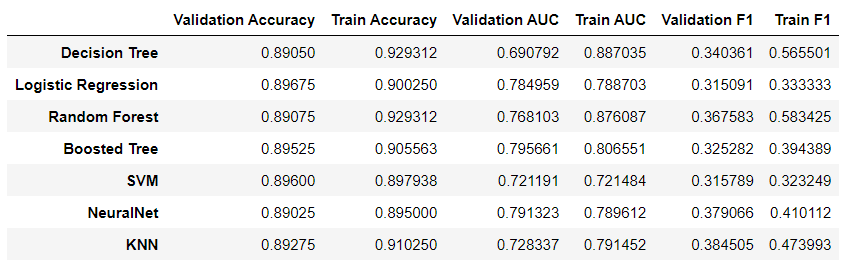 Validation Accuracy Train Accuracy Validation AUC Train AUC Validation F1 Train F1
Decision Tree 0.89050 0.929312 0.690792 0.887035 0.340361 0.565501
Logistic Regression 0.89675 0.900250 0.784959 0.788703 0.315091 0.333333
Random Forest 0.89075 0.929312 0.768103 0.876087 0.367583 0.583425
Boosted Tree 0.89525 0.905563 0.795661 0.806551 0.325282 0.394389
SVM 0.89600 0.897938 0.721191 0.721484 0.315789 0.323249
NeuralNet 0.89025 0.895000 0.791323 0.789612 0.379066 0.410112
KNN 0.89275 0.910250 0.728337 0.791452 0.384505 0.473993